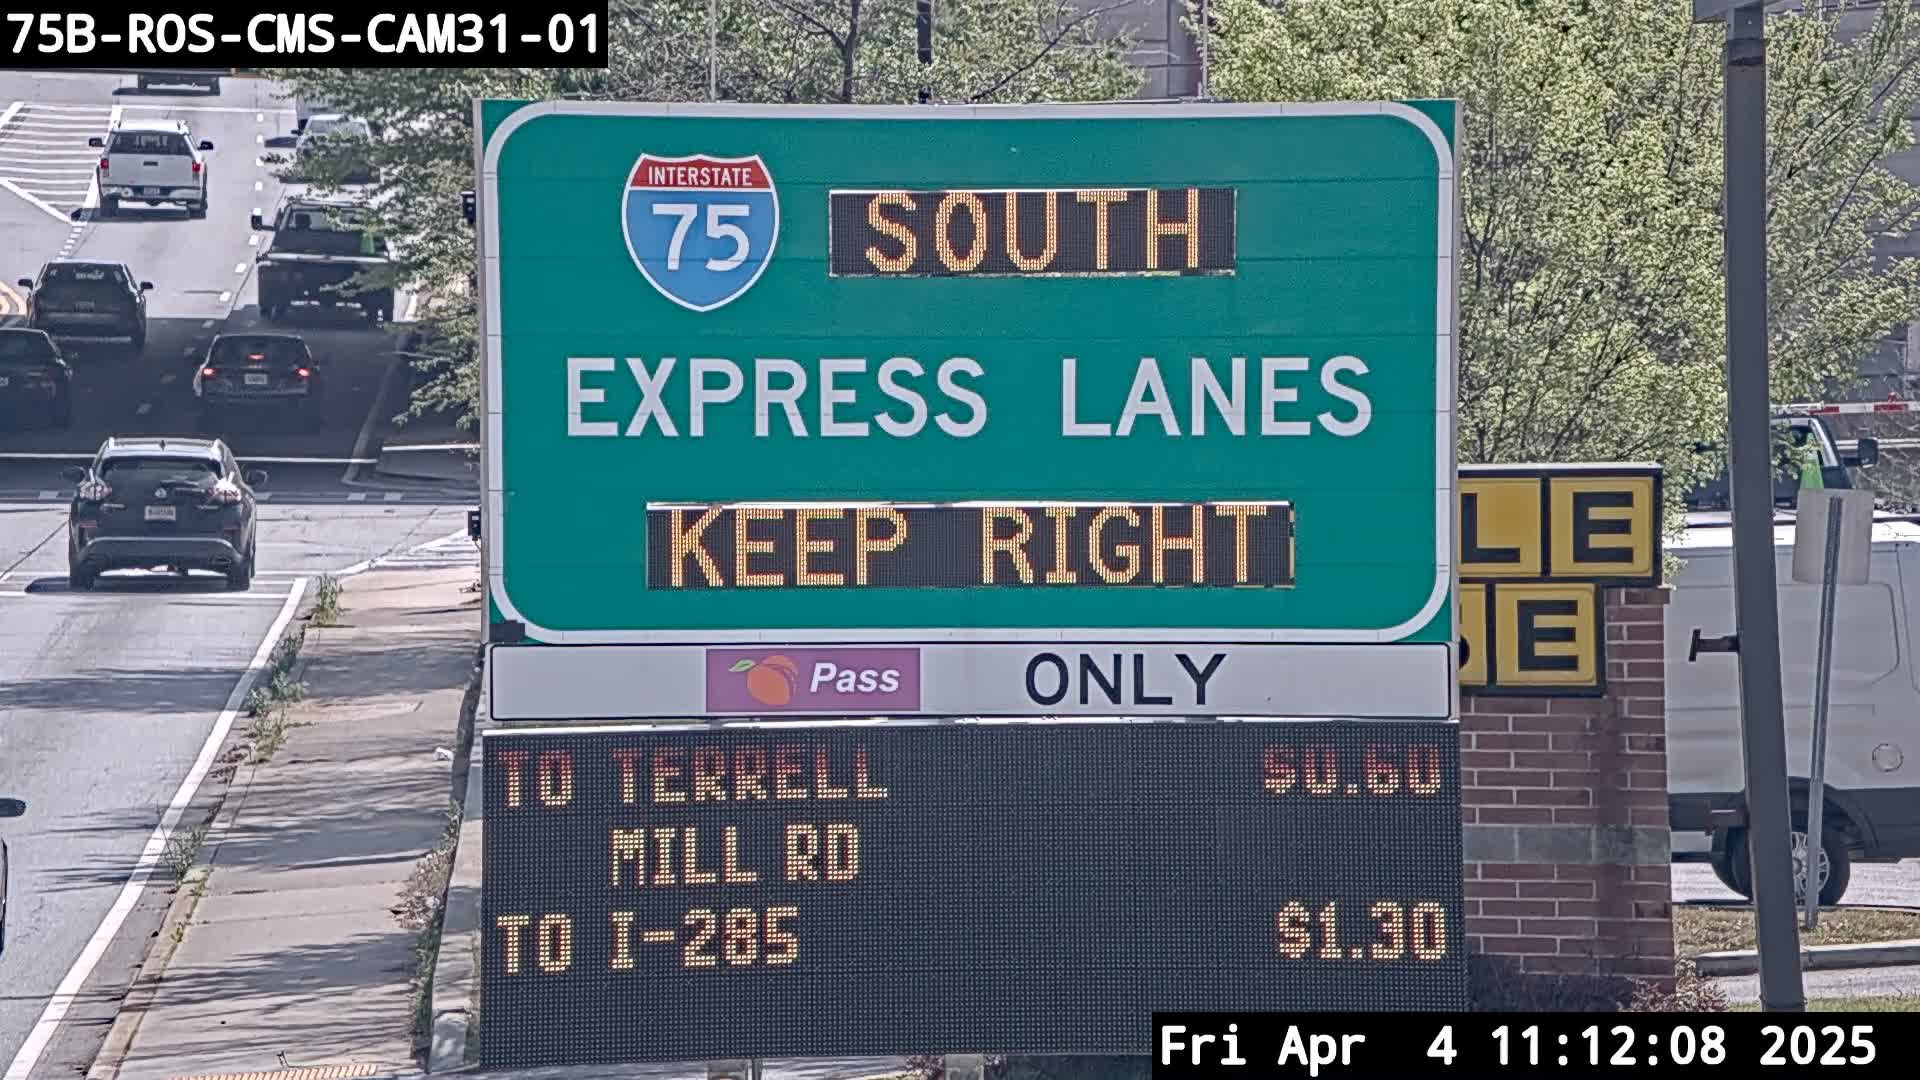 75B-ROS-CMS-CAM31-01
INTERSTATE
75
SOUTH
EXPRESS LANES
KEEP RIGHT
Pass ONLY
TO TERRELL $0.60
MILL RD
TO I-285 $1.30
LE
E
Fri Apr 4 11:12:08 2025